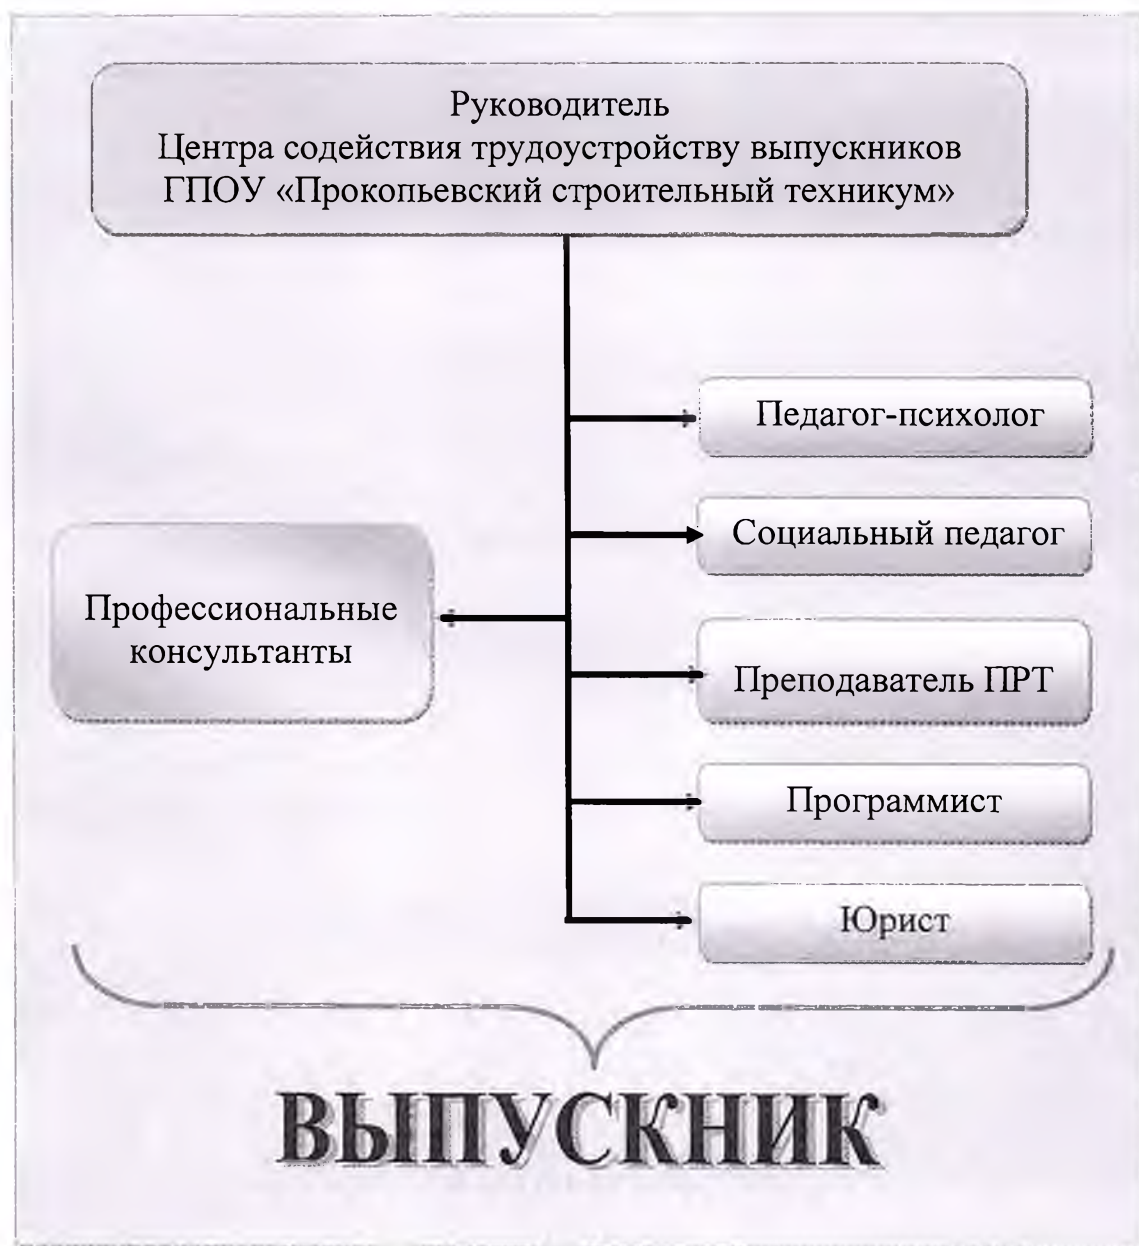 Руководитель
Центра содействия трудоустройству выпускников
ГПОУ «Прокопьевский строительный техникум»
Педагог-психолог
Социальный педагог
Профессиональные
консультанты
Преподаватель ПРТ
Программист
Юрист
ВЫПУСКНИК